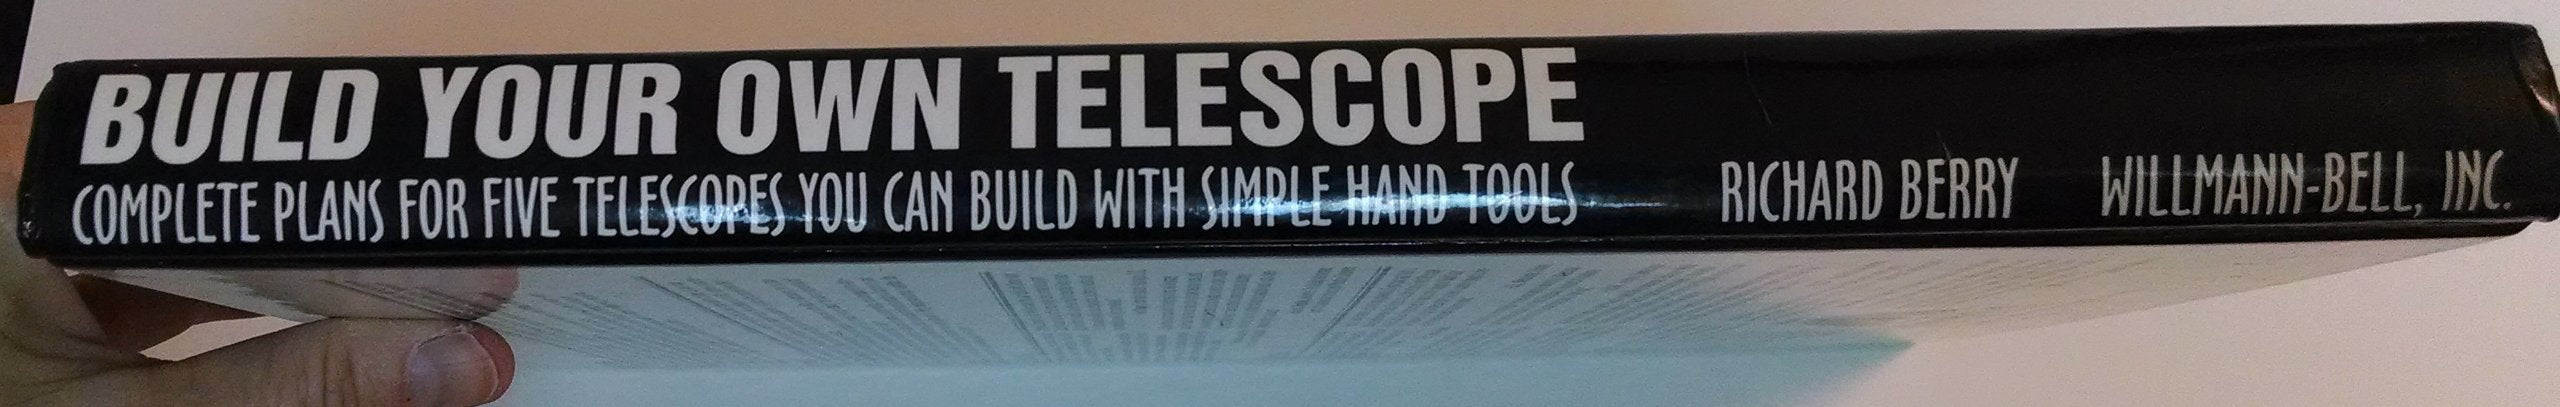 BUILD YOUR OWN TELESCOPE
COMPLETE PLANS FOR FIVE TELESCOPES YOU CAN BUILD WITH SIMPLE HAND TOOLS
RICHARD BERRY
WILLMANN-BELL, INC.